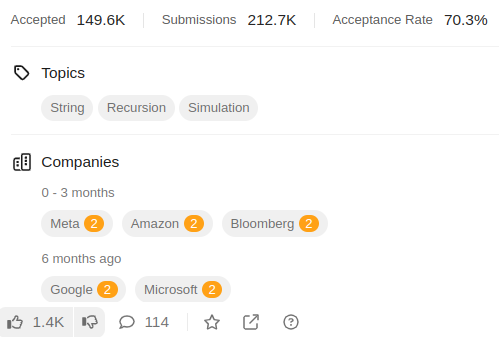 Accepted 149.6K Submissions 212.7K Acceptance Rate 70.3%
Topics
String Recursion Simulation
Companies
0 - 3 months
Meta 2 Amazon 2 Bloomberg 2
6 months ago
Google 2 Microsoft 2
1.4K 114